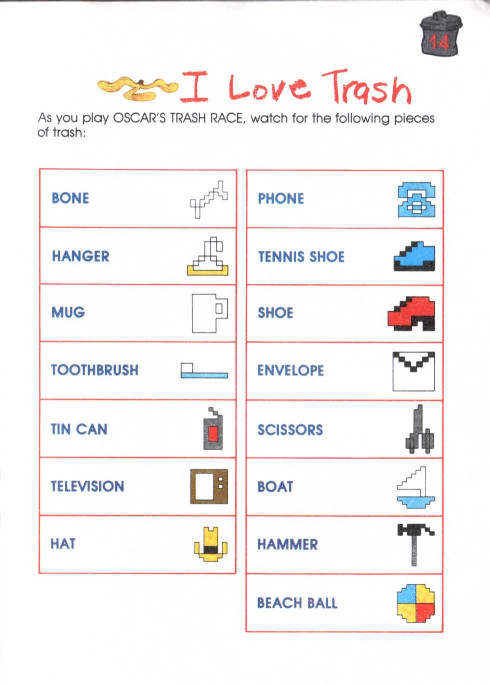 14
I Love Trash
As you play OSCAR'S TRASH RACE, watch for the following pieces
of trash:
BONE
HANGER
MUG
TOOTHBRUSH
TIN CAN
TELEVISION
HAT
PHONE
TENNIS SHOE
SHOE
ENVELOPE
SCISSORS
BOAT
HAMMER
BEACH BALL